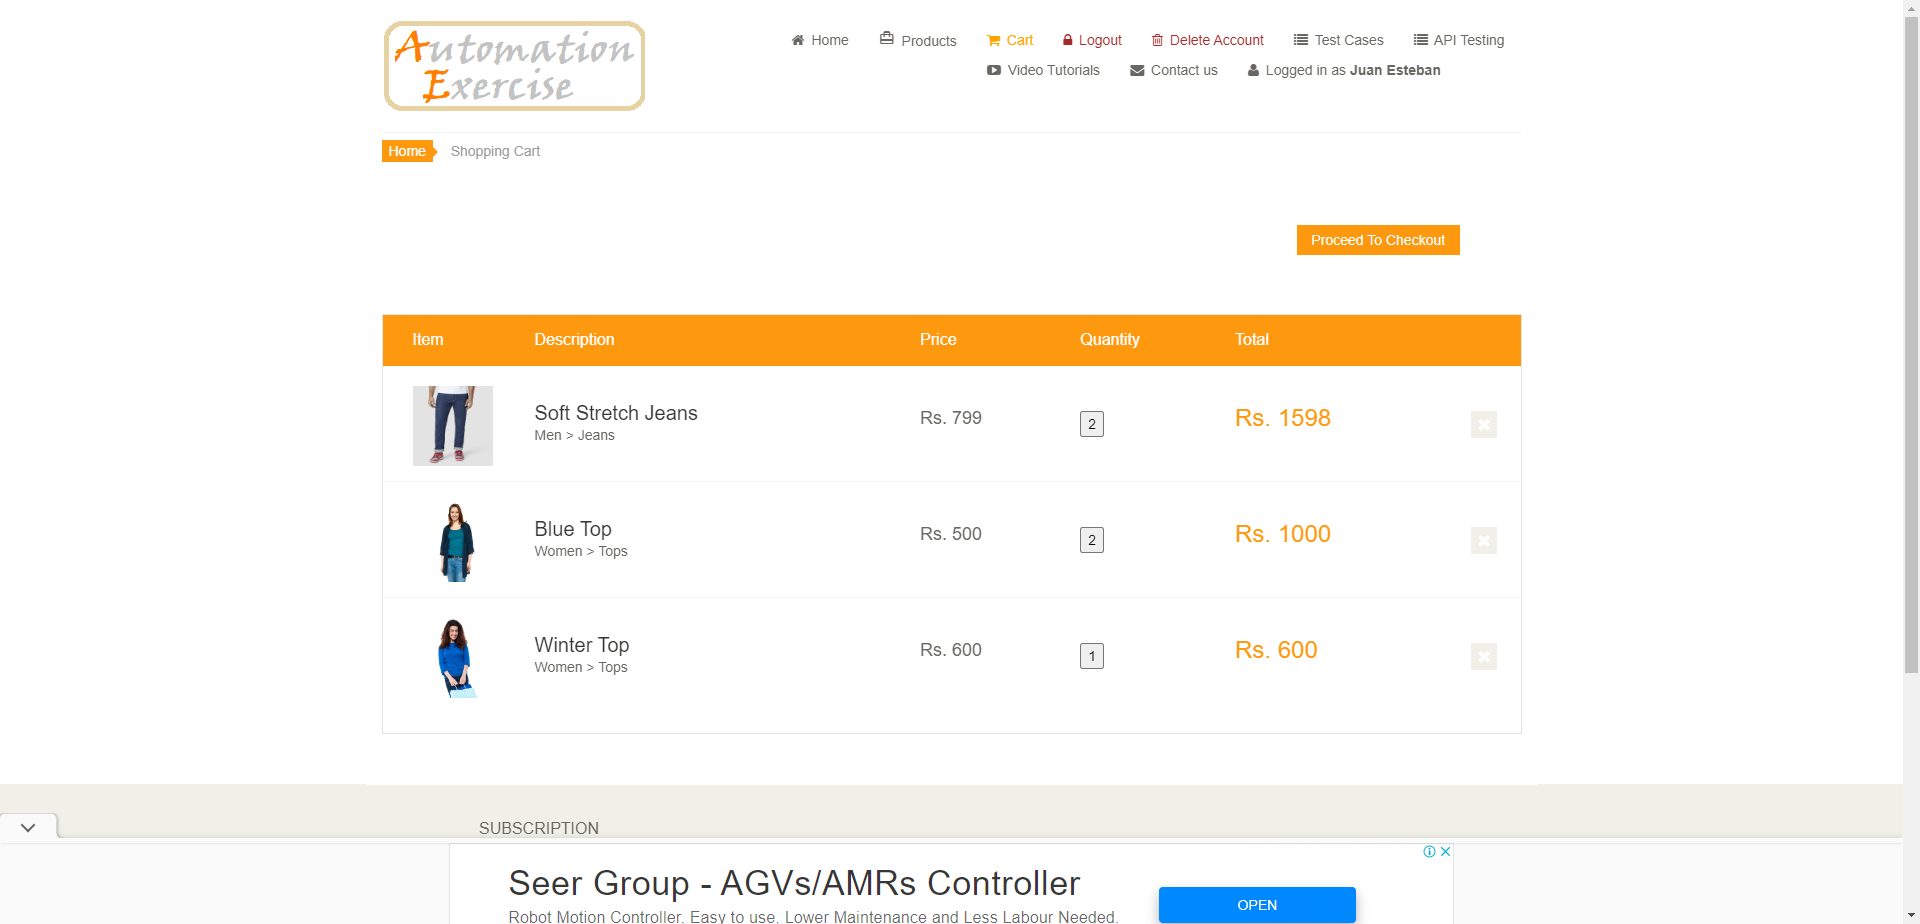 Automation
Exercise
Home Products Cart Logout Delete Account Test Cases API Testing
Video Tutorials Contact us Logged in as Juan Esteban
Home Shopping Cart
Proceed To Checkout
Item Description Price Quantity Total
Soft Stretch Jeans Rs. 799 2 Rs. 1598
Men > Jeans
Blue Top Rs. 500 2 Rs. 1000
Women > Tops
Winter Top Rs. 600 1 Rs. 600
Women > Tops
SUBSCRIPTION
Seer Group - AGVs/AMRs Controller
OPEN
Robot Motion Controller. Easy to use. Lower Maintenance and Less Labour Needed.